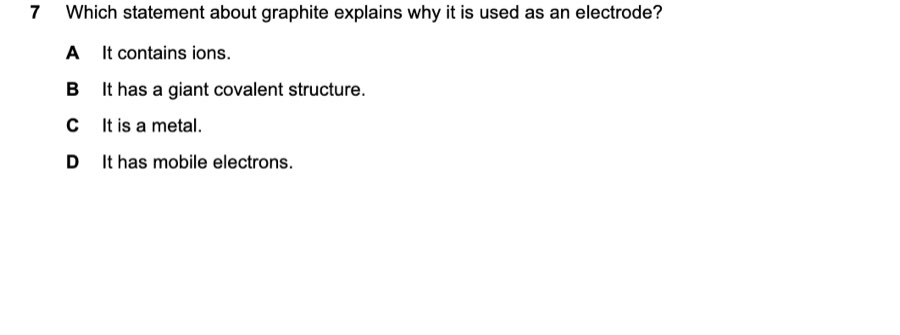 7 Which statement about graphite explains why it is used as an electrode?
A It contains ions.
B It has a giant covalent structure.
C It is a metal.
D It has mobile electrons.